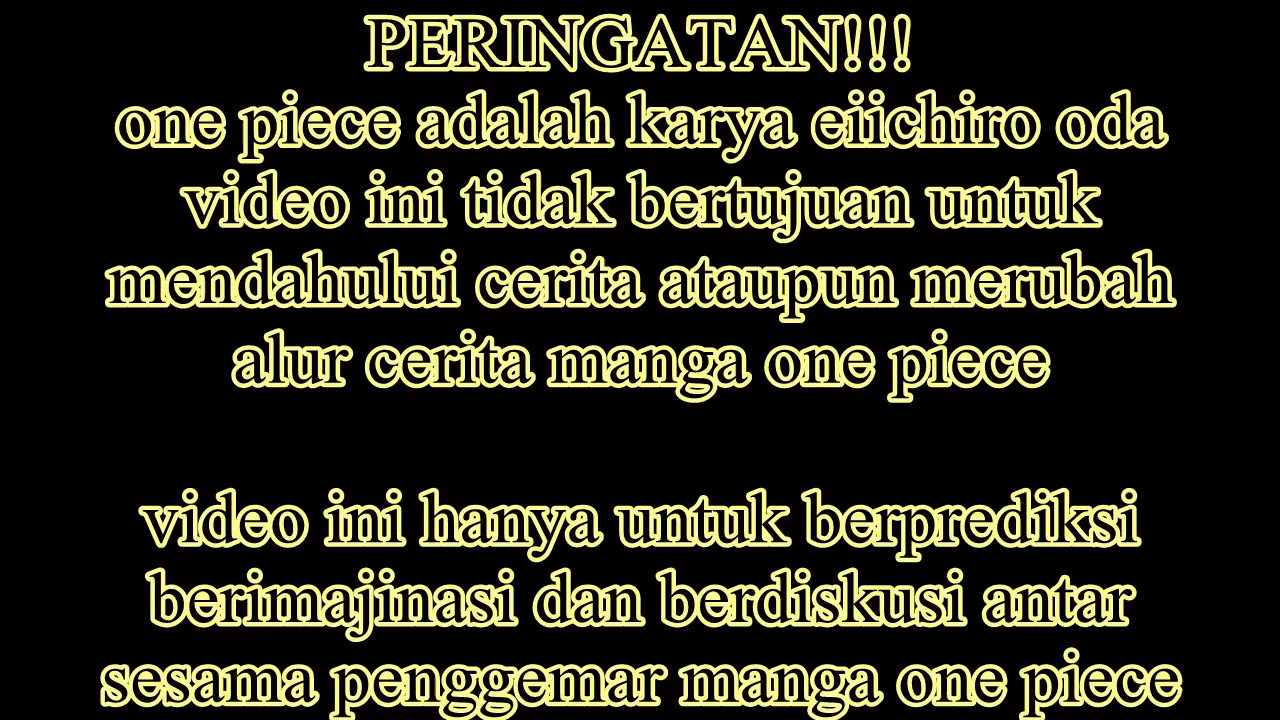 PERINGATAN!!!
one piece adalah karya eiichiro oda
video ini tidak bertujuan untuk
mendahului cerita ataupun merubah
alur cerita manga one piece
video ini hanya untuk berprediksi
berimajinasi dan berdiskusi antar
sesama penggemar manga one piece